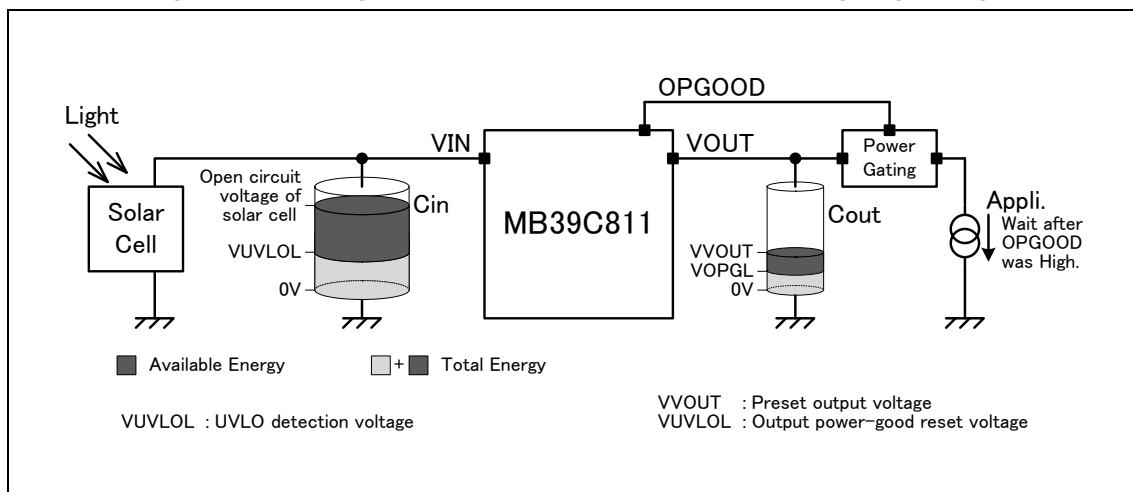 OPGOOD
Light
VIN
VOUT
Power
Gating
Open circuit
voltage of
solar cell
Cin
Solar
Cell
VUVLOL
0V
MB39C811
Cout
VVOUT
VOPGL
0V
Appli.
Wait after
OPGOOD
was High.
Available Energy
+ Total Energy
VUVLOL : UVLO detection voltage
VVOUT : Preset output voltage
VUVLOL : Output power-good reset voltage